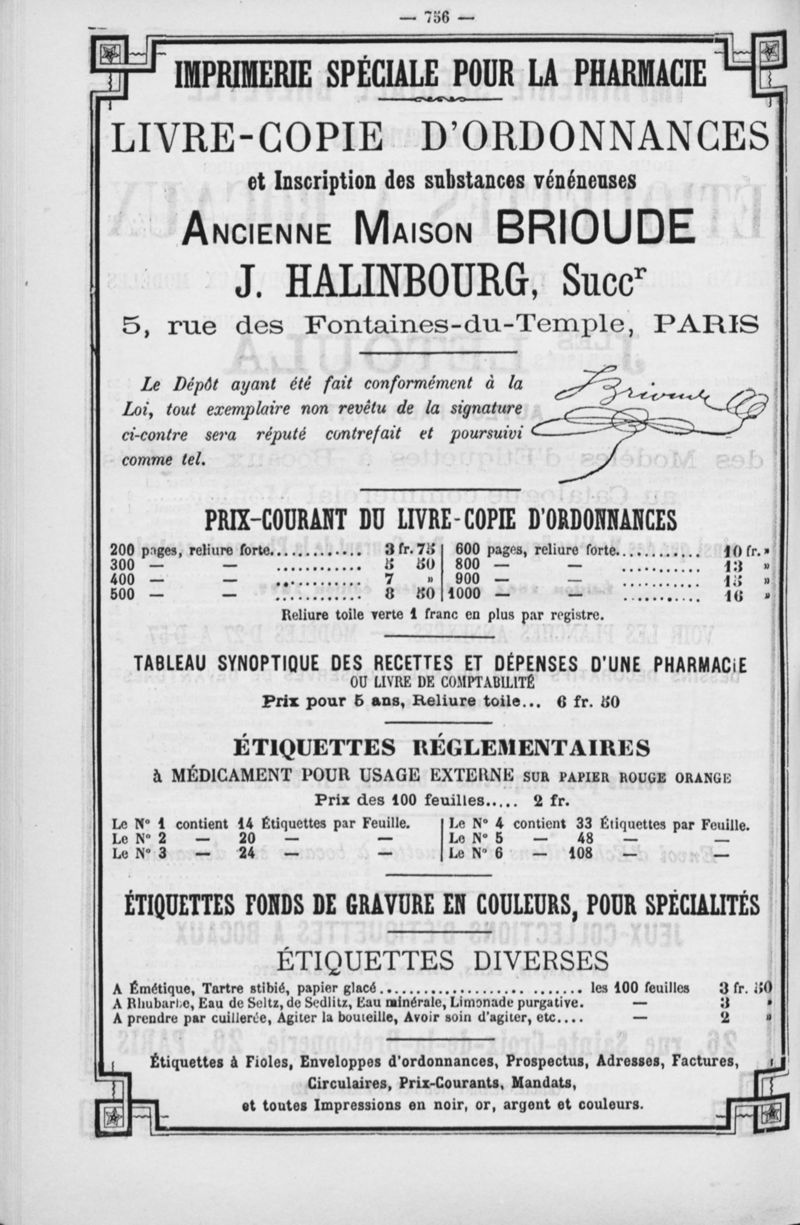 — 756 —
IMPRIMERIE SPÉCIALE POUR LA PHARMACIE
LIVRE-COPIE D'ORDONNANCES
et Inscription des substances vénéneuses
ANCIENNE MAISON BRIOUDE
J. HALINBOURG, Succr
5, rue des Fontaines-du-Temple, PARIS
Le Dépôt ayant été fait conformément à la
Loi, tout exemplaire non revêtu de la signature
ci-contre sera réputé contrefait et poursuivi
comme tel.
Brioude
PRIX-COURANT DU LIVRE-COPIE D'ORDONNANCES
200 pages, reliure forte.............. 3 fr. 75
300 — — ............. 5 50
400 — — ............. 7 »
500 — — ............. 8 50
600 pages, reliure forte............. 10 fr. »
800 — — ............ 13 »
900 — — ............ 15 »
1000 — — ............ 16 »
Reliure toile verte 1 franc en plus par registre.
TABLEAU SYNOPTIQUE DES RECETTES ET DÉPENSES D'UNE PHARMACiE
OU LIVRE DE COMPTABILITÉ
Prix pour 5 ans, Reliure toile... 6 fr. 50
ÉTIQUETTES RÉGLEMENTAIRES
à MÉDICAMENT POUR USAGE EXTERNE SUR PAPIER ROUGE ORANGE
Prix des 100 feuilles..... 2 fr.
Le N° 1 contient 14 Étiquettes par Feuille.
Le N° 2 — 20 — —
Le N° 3 — 24 — —
Le N° 4 contient 33 Étiquettes par Feuille.
Le N° 5 — 48 — —
Le N° 6 — 108 — —
ÉTIQUETTES FONDS DE GRAVURE EN COULEURS, POUR SPÉCIALITÉS
ÉTIQUETTES DIVERSES
A Émétique, Tartre stibié, papier glacé............................ les 100 feuilles 3 fr. 50
A Rhubarbe, Eau de Seltz, de Sedlitz, Eau minérale, Limonade purgative. — 3 »
A prendre par cuillerée, Agiter la bouteille, Avoir soin d'agiter, etc.... — 2 »
Étiquettes à Fioles, Enveloppes d'ordonnances, Prospectus, Adresses, Factures,
Circulaires, Prix-Courants, Mandats,
et toutes Impressions en noir, or, argent et couleurs.